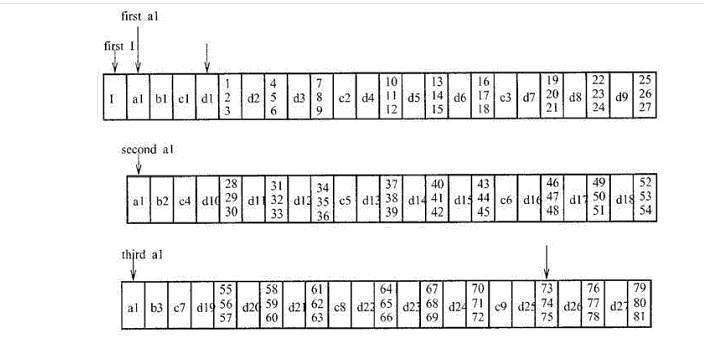 first a1
first I
1 4 7 10 13 16 19 22 25
I a1 b1 c1 d1 2 d2 5 d3 8 c2 d4 11 d5 14 d6 17 c3 d7 20 d8 23 d9 26
3 6 9 12 15 18 21 24 27
second a1
28 31 34 37 40 43 46 49 52
a1 b2 c4 d10 29 d11 32 d12 35 c5 d13 38 d14 41 d15 44 c6 d16 47 d17 50 d18 53
30 33 36 39 42 45 48 51 54
third a1
55 58 61 64 67 70 73 76 79
a1 b3 c7 d19 56 d20 59 d21 62 c8 d22 65 d23 68 d24 71 c9 d25 74 d26 77 d27 80
57 60 63 66 69 72 75 78 81